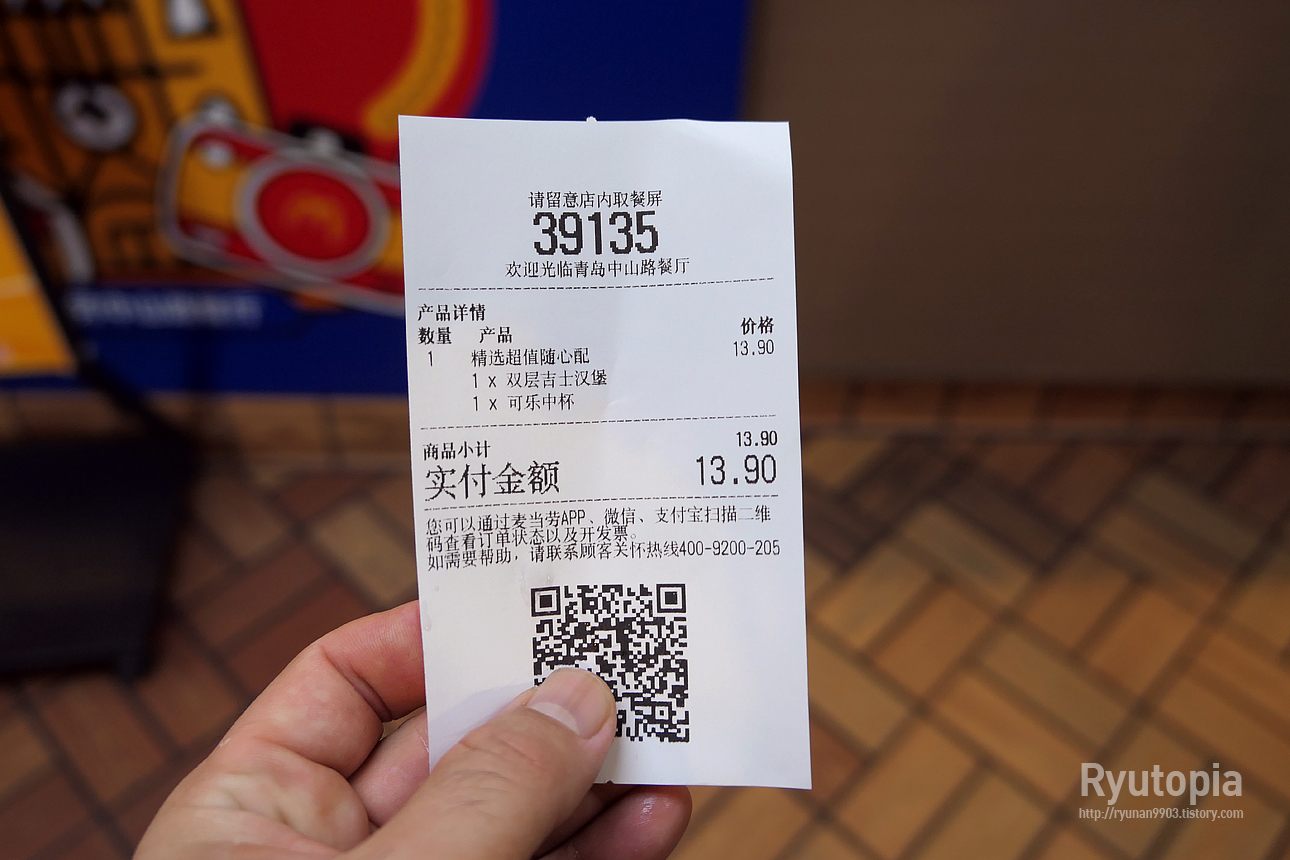 请留意店内取餐屏
39135
欢迎光临青岛中山路餐厅
产品详情
数量 产品 价格
1 精选超值随心配 13.90
1 x 双层吉士汉堡
1 x 可乐中杯
商品小计 13.90
实付金额 13.90
您可以通过麦当劳APP、微信、支付宝扫描二维
码查看订单状态以及开发票。
如需要帮助，请联系顾客关怀热线400-9200-205
Ryutopia
http://ryunan9903.tistory.com